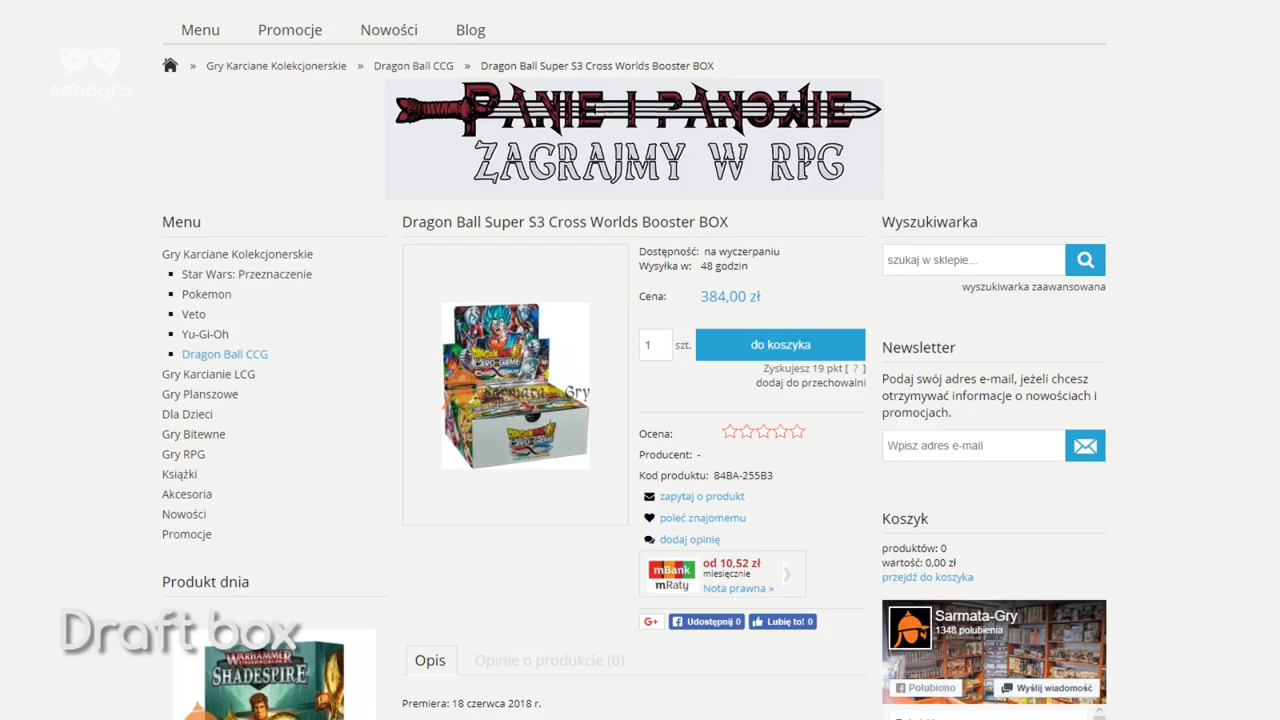 Menu Promocje Nowości Blog
sebagra
» Gry Karciane Kolekcjonerskie » Dragon Ball CCG » Dragon Ball Super S3 Cross Worlds Booster BOX
PANIE I PANOWIE
ZAGRAJMY W RPG
Menu
Gry Karciane Kolekcjonerskie
Star Wars: Przeznaczenie
Pokemon
Veto
Yu-Gi-Oh
Dragon Ball CCG
Gry Karcianie LCG
Gry Planszowe
Dla Dzieci
Gry Bitewne
Gry RPG
Książki
Akcesoria
Nowości
Promocje
Produkt dnia
Draft box
WARHAMMER
UNDERWORLDS
SHADESPIRE
Dragon Ball Super S3 Cross Worlds Booster BOX
Sarmata Gry
Dostępność: na wyczerpaniu
Wysyłka w: 48 godzin
Cena: 384,00 zł
1 szt. do koszyka
Zyskujesz 19 pkt [ ? ]
dodaj do przechowalni
Ocena:
Producent: -
Kod produktu: 84BA-255B3
zapytaj o produkt
poleć znajomemu
dodaj opinię
mBank
mRaty
od 10,52 zł
miesięcznie
Nota prawna »
G+ Udostępnij 0 Lubię to! 0
Opis Opinie o produkcie (0)
Premiera: 18 czerwca 2018 r.
Wyszukiwarka
szukaj w sklepie...
wyszukiwarka zaawansowana
Newsletter
Podaj swój adres e-mail, jeżeli chcesz
otrzymywać informacje o nowościach i
promocjach.
Wpisz adres e-mail
Koszyk
produktów: 0
wartość: 0,00 zł
przejdź do koszyka
Sarmata-Gry
1348 polubienia
Polubiono Wyślij wiadomość